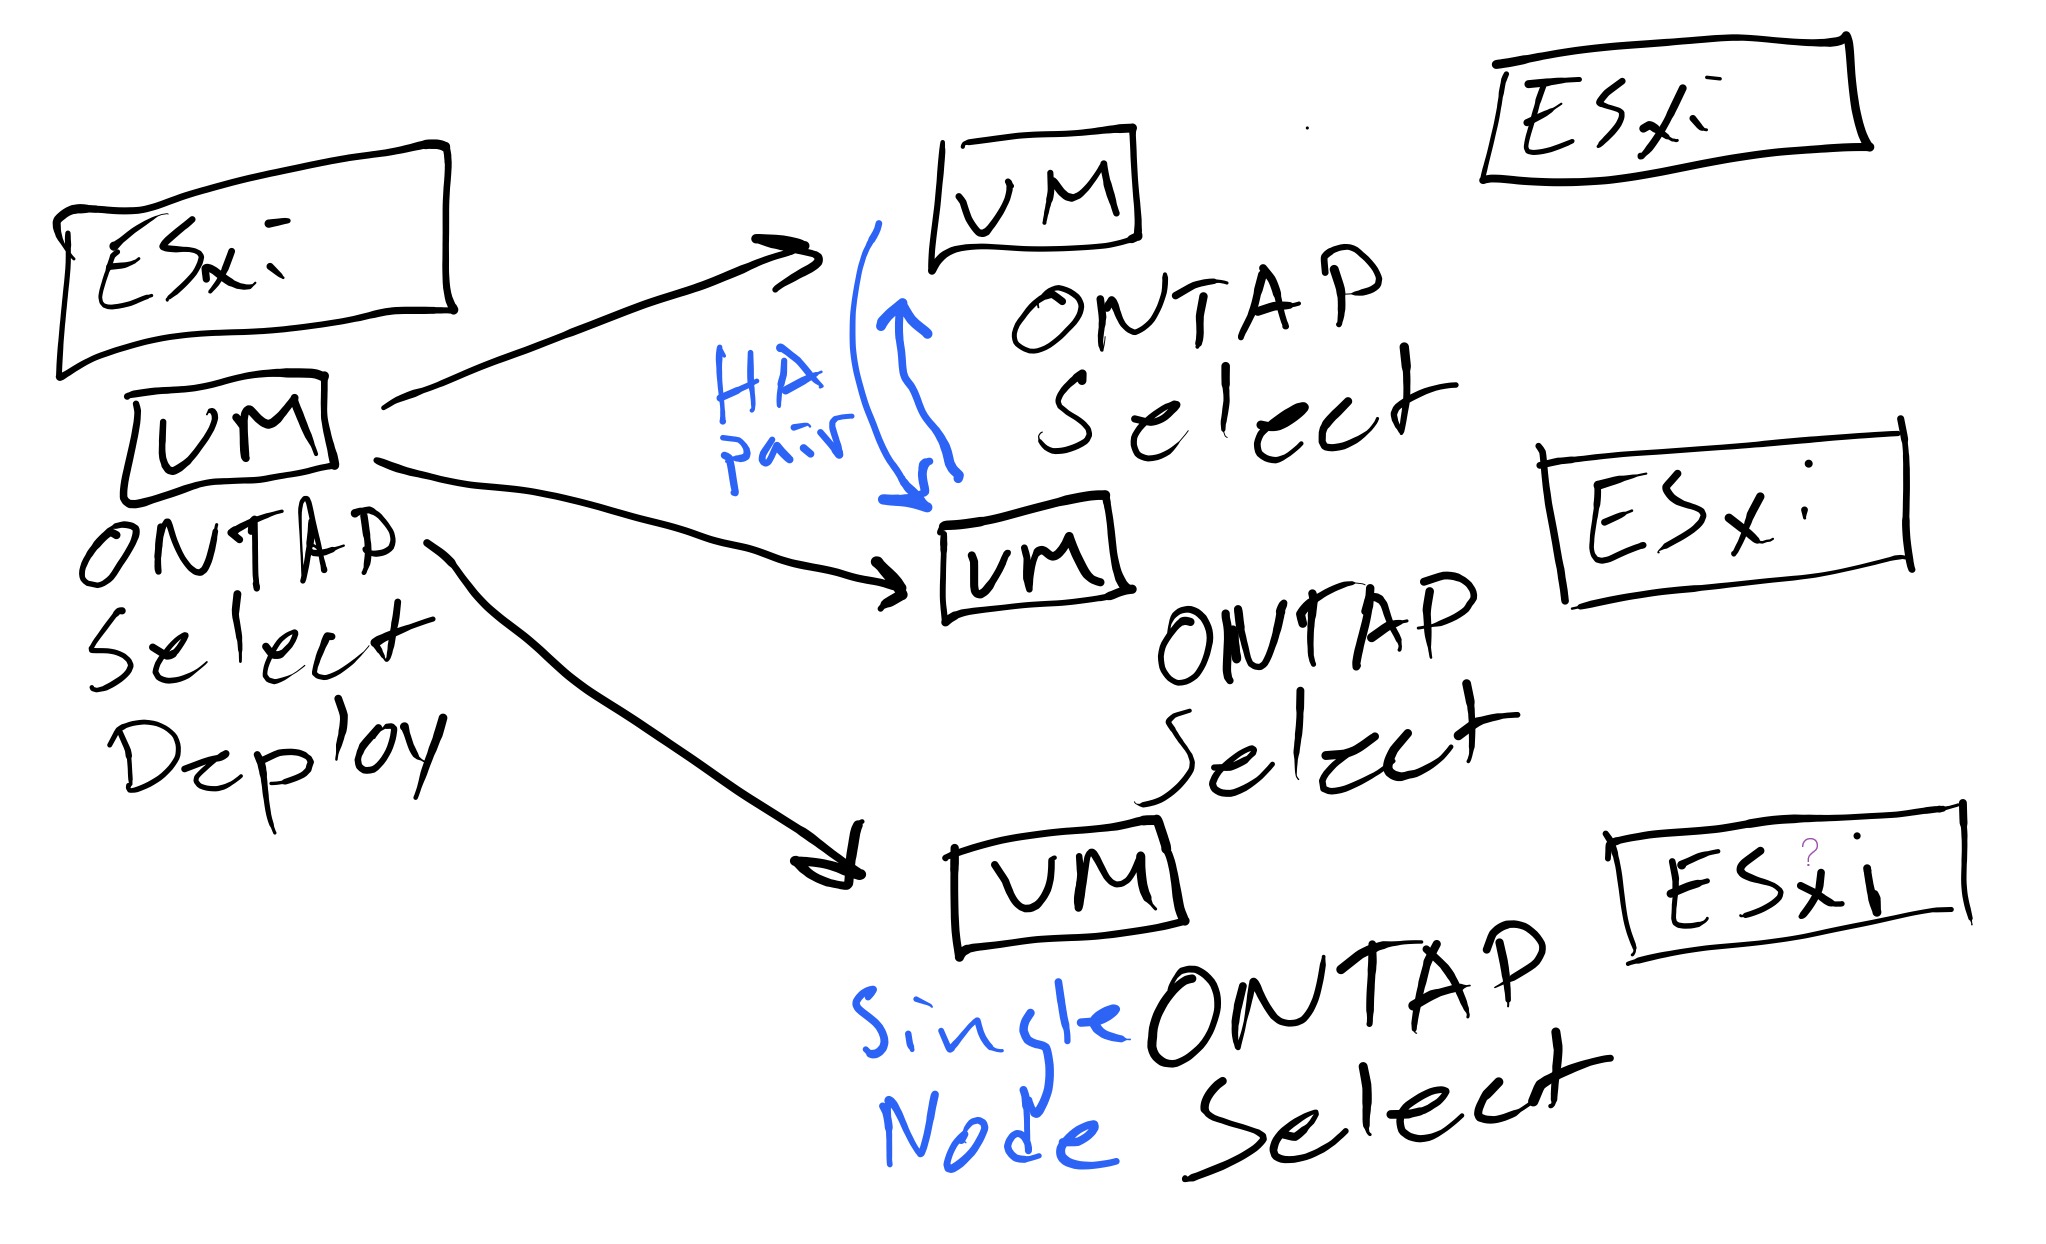 ESxi
VM
ONTAP
Select
Deploy
HA
pair
VM
ONTAP
Select
ESxi
VM
ONTAP
Select
ESxi
VM
ONTAP
Select
Single
Node
ESxi
?